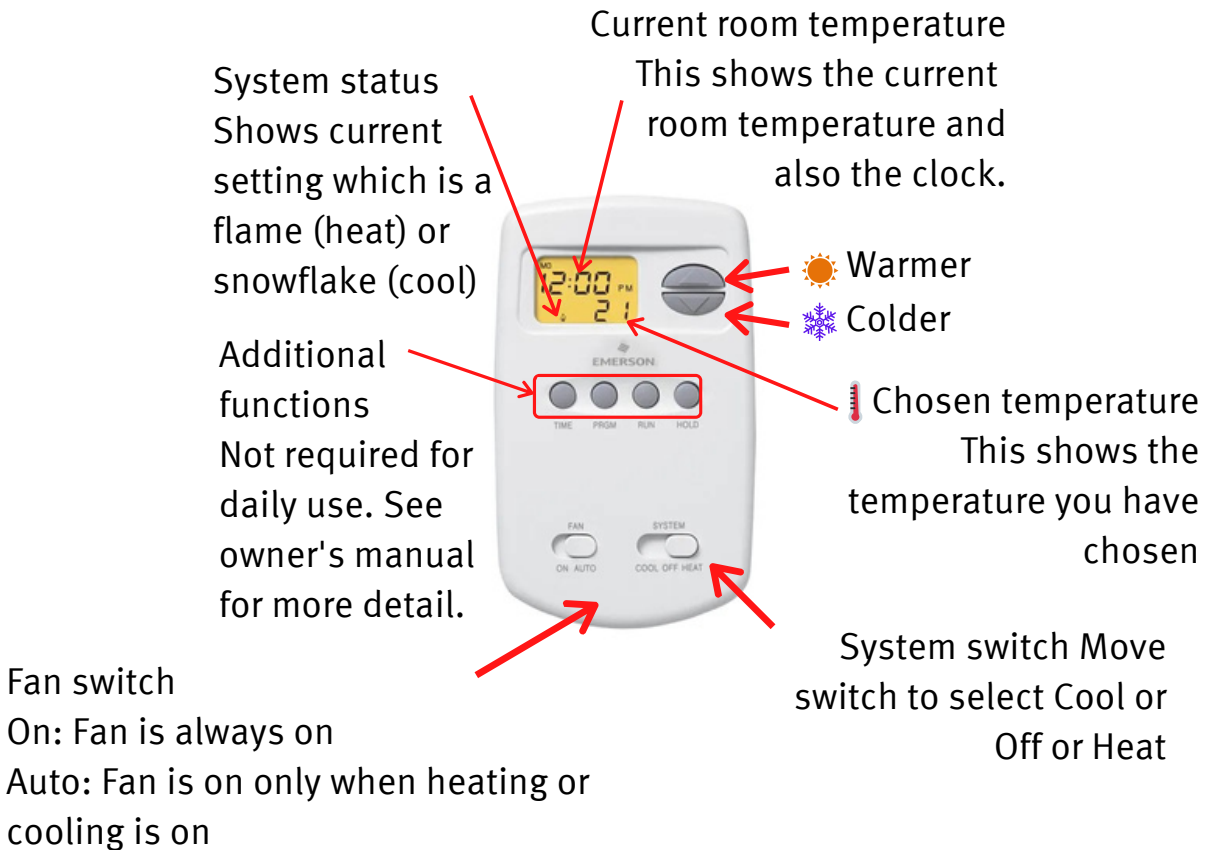 Current room temperature
This shows the current
room temperature and
also the clock.
System status
Shows current
setting which is a
flame (heat) or
snowflake (cool)
MO
12:00 PM
21
Warmer
Colder
EMERSON
Additional
functions
Not required for
daily use. See
owner's manual
for more detail.
TIME PRGM RUN HOLD
Chosen temperature
This shows the
temperature you have
chosen
FAN
ON AUTO
SYSTEM
COOL OFF HEAT
System switch Move
switch to select Cool or
Off or Heat
Fan switch
On: Fan is always on
Auto: Fan is on only when heating or
cooling is on